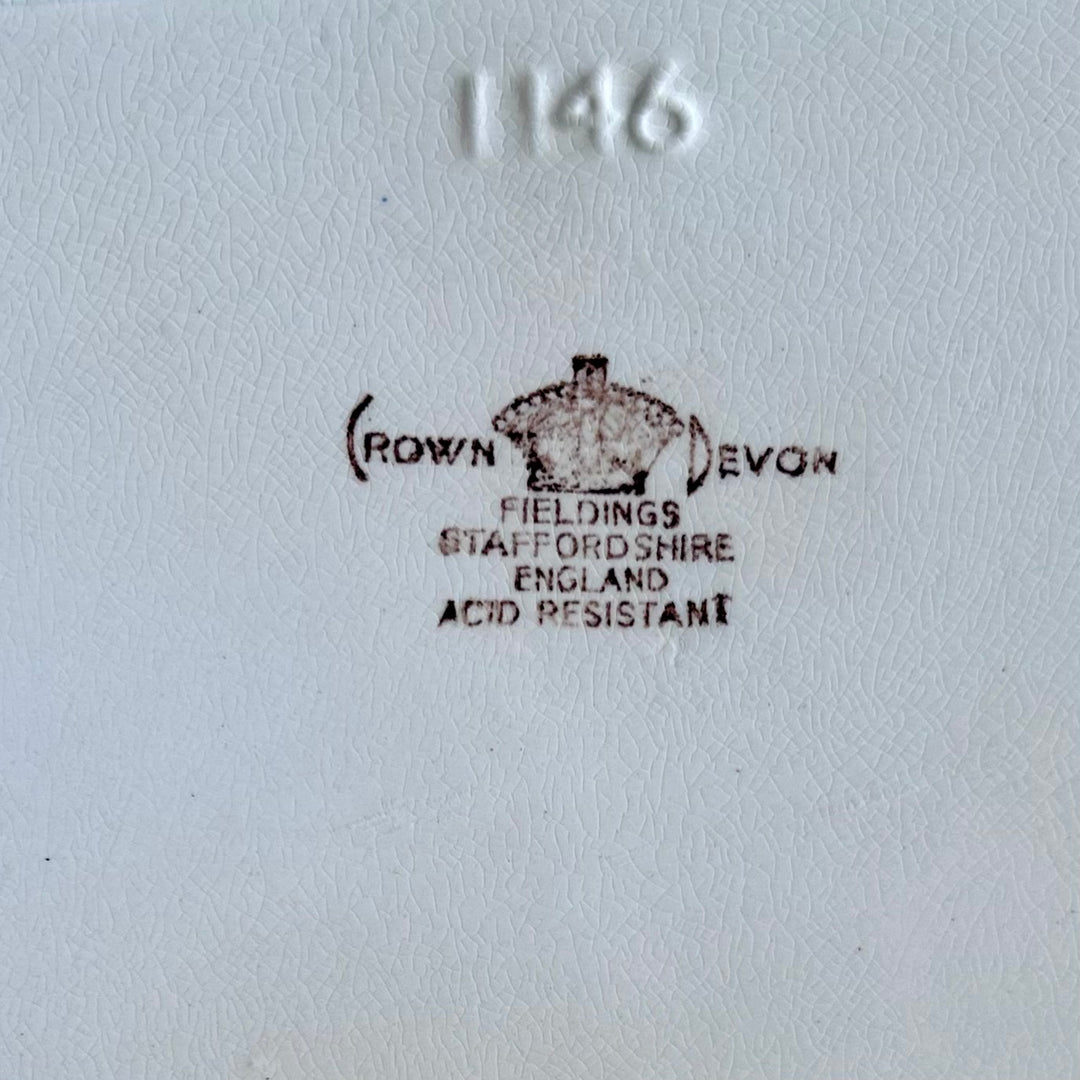 1146
CROWN DEVON
FIELDINGS
STAFFORDSHIRE
ENGLAND
ACID RESISTANT